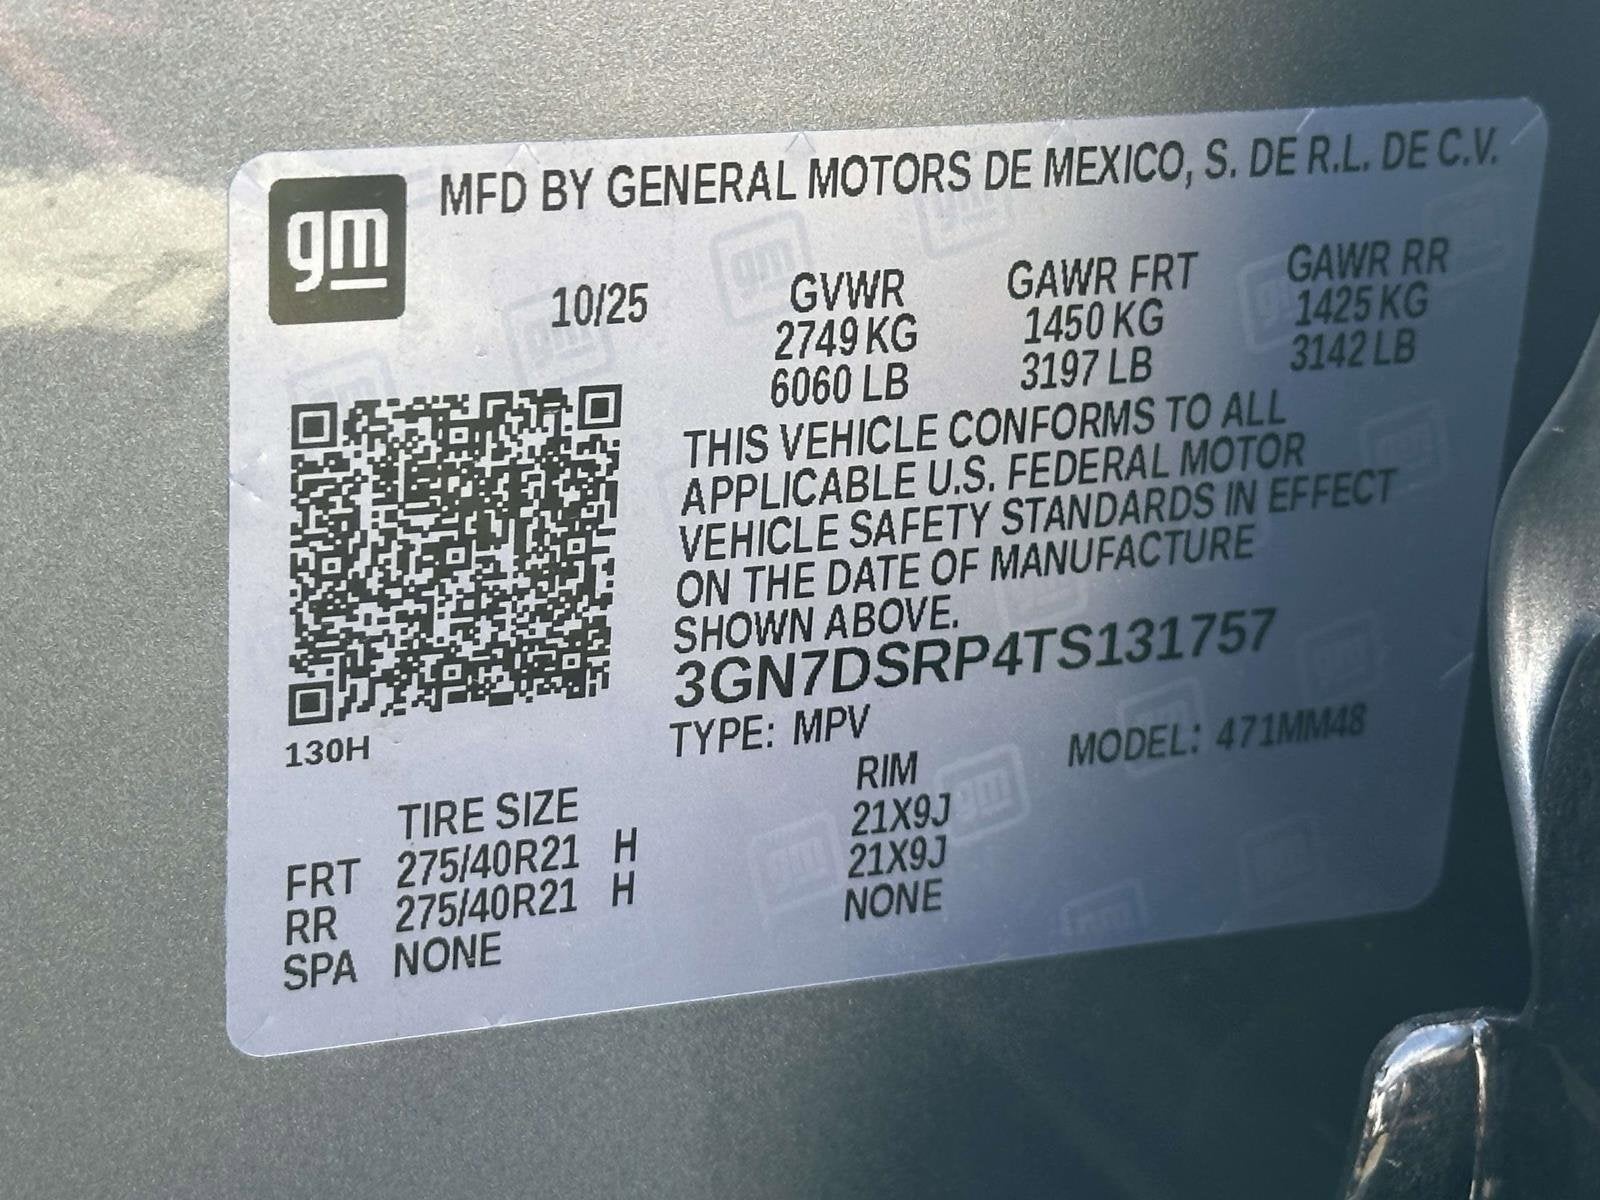 gm
MFD BY GENERAL MOTORS DE MEXICO, S. DE R.L. DE C.V.
10/25 GVWR GAWR FRT GAWR RR
2749 KG 1450 KG 1425 KG
6060 LB 3197 LB 3142 LB
THIS VEHICLE CONFORMS TO ALL
APPLICABLE U.S. FEDERAL MOTOR
VEHICLE SAFETY STANDARDS IN EFFECT
ON THE DATE OF MANUFACTURE
SHOWN ABOVE.
3GN7DSRP4TS131757
TYPE: MPV MODEL: 471MM48
130H
TIRE SIZE RIM
FRT 275/40R21 H 21X9J
RR 275/40R21 H 21X9J
SPA NONE NONE